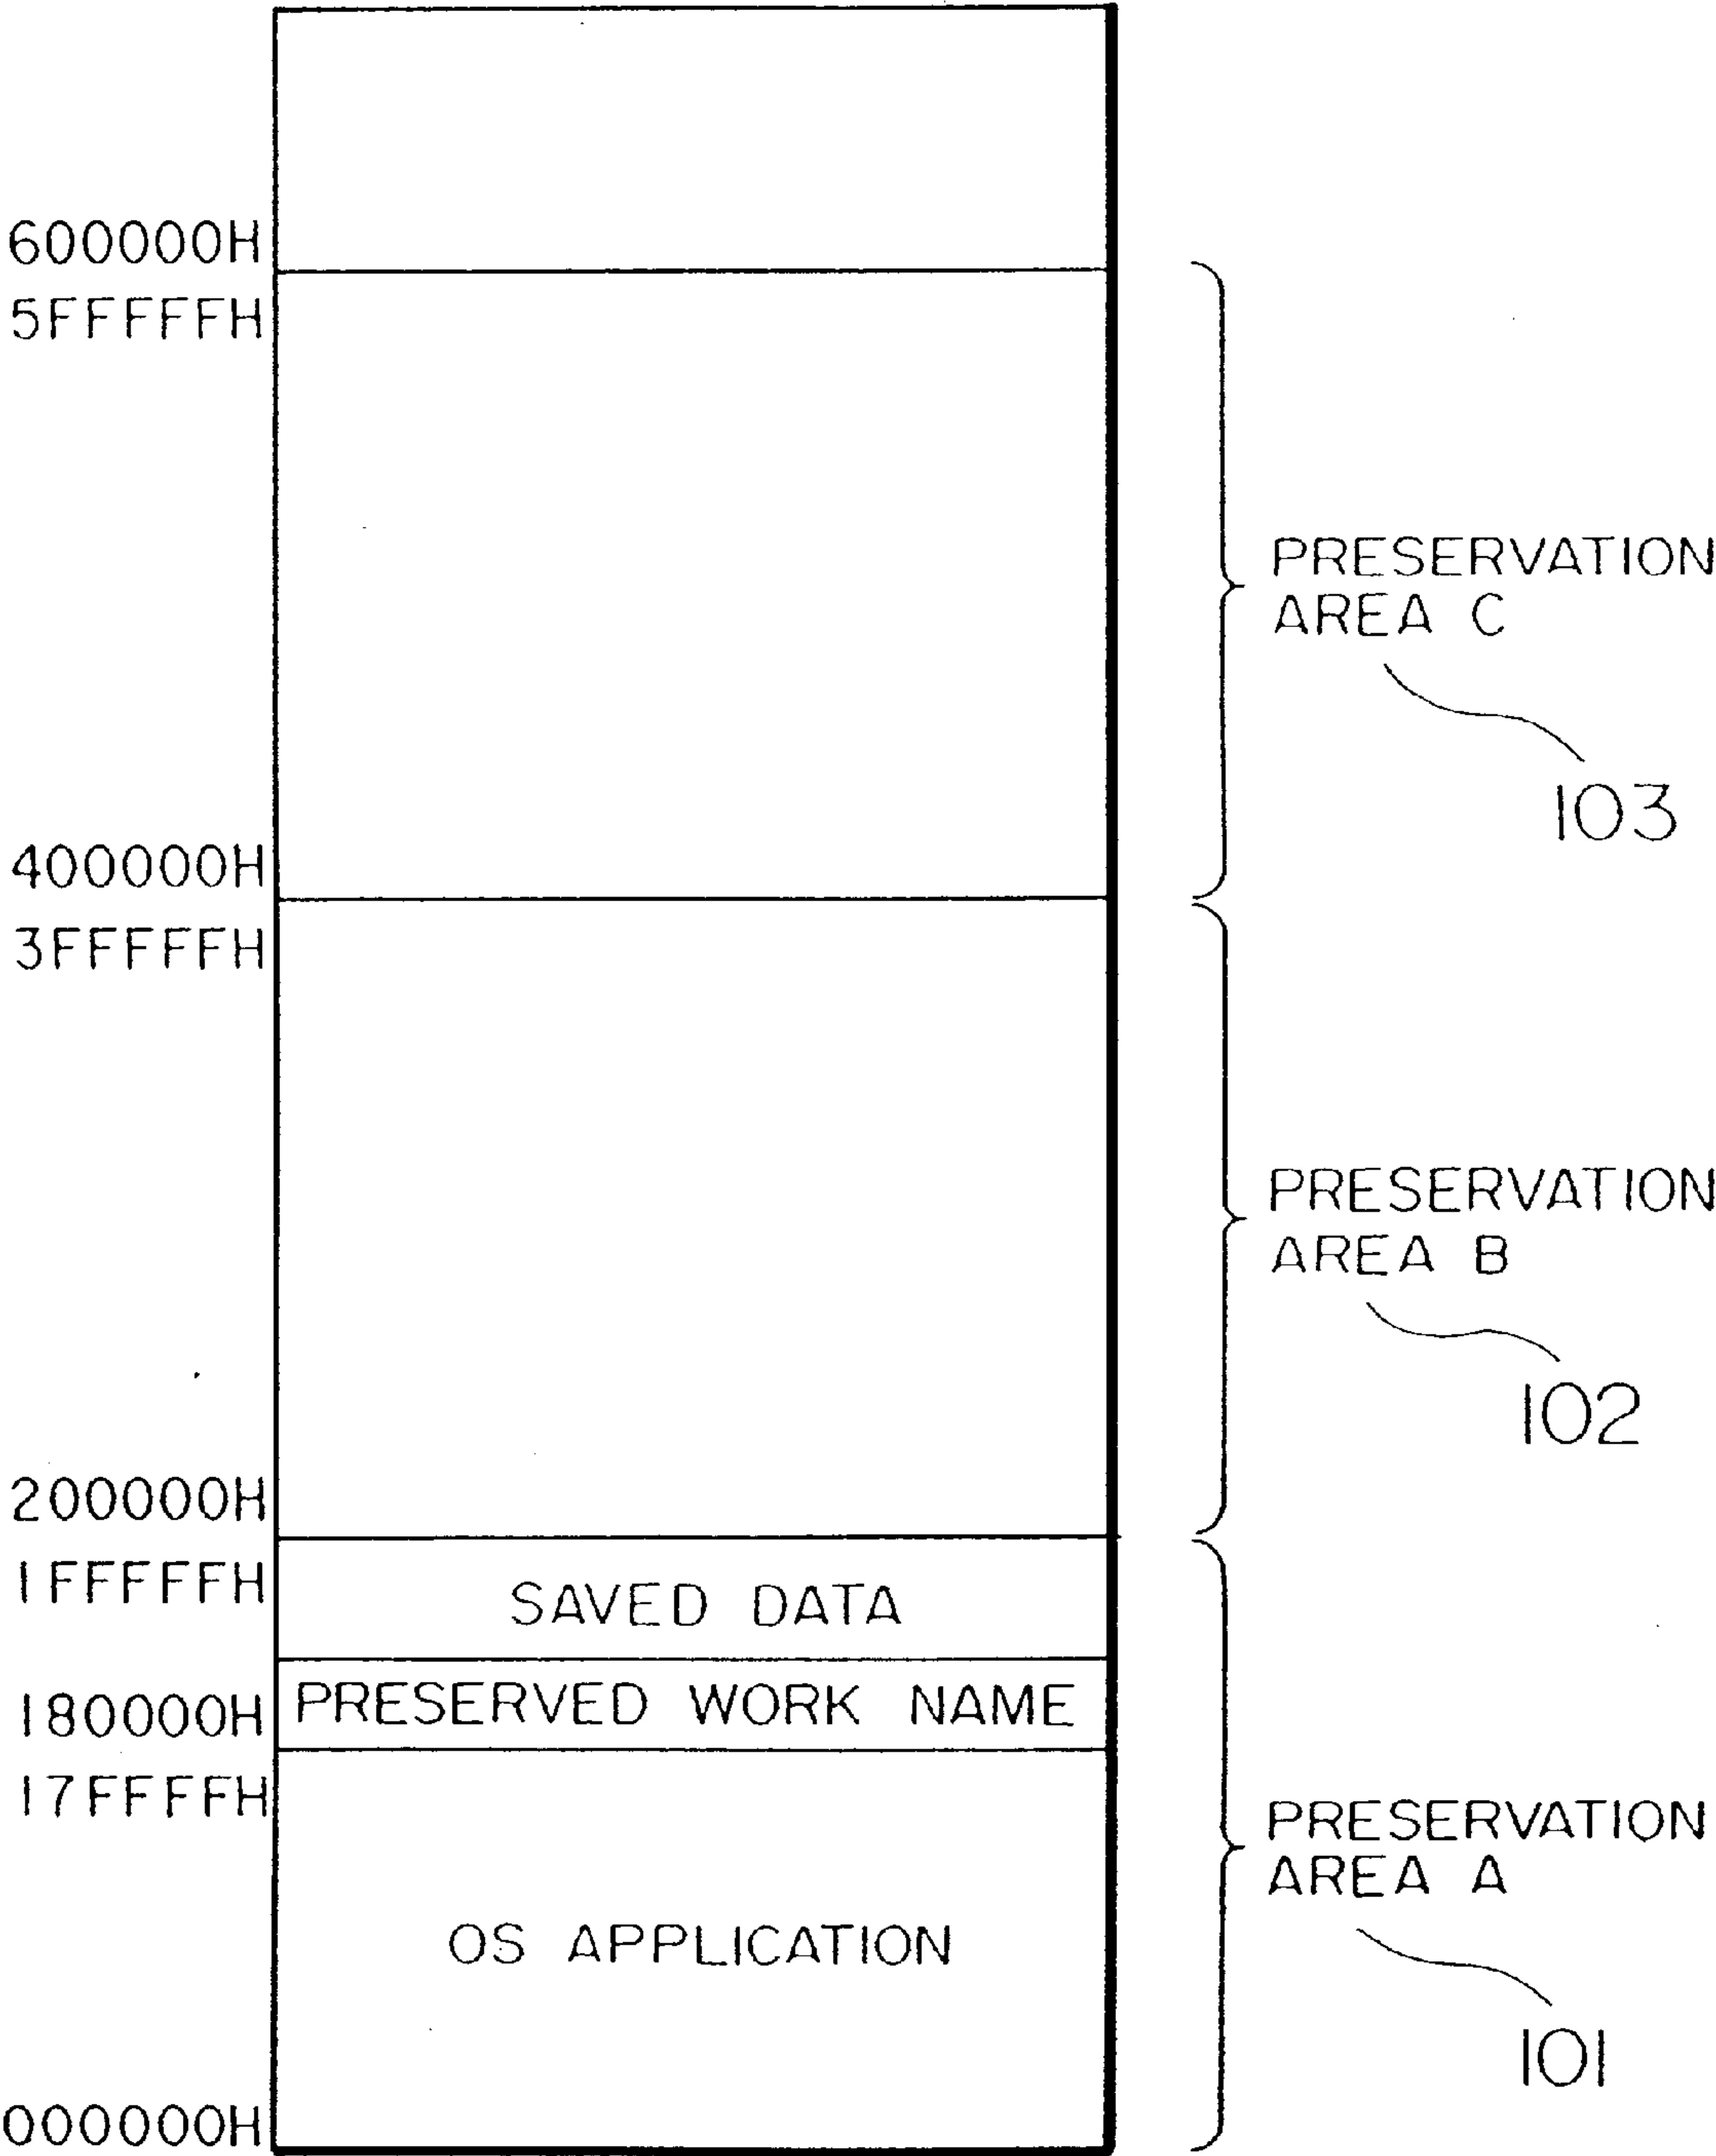 600000H
5FFFFFH
PRESERVATION
AREA C
103
400000H
3FFFFFH
PRESERVATION
AREA B
102
200000H
1FFFFFH
SAVED DATA
180000H
PRESERVED WORK NAME
17FFFFH
PRESERVATION
AREA A
OS APPLICATION
101
000000H